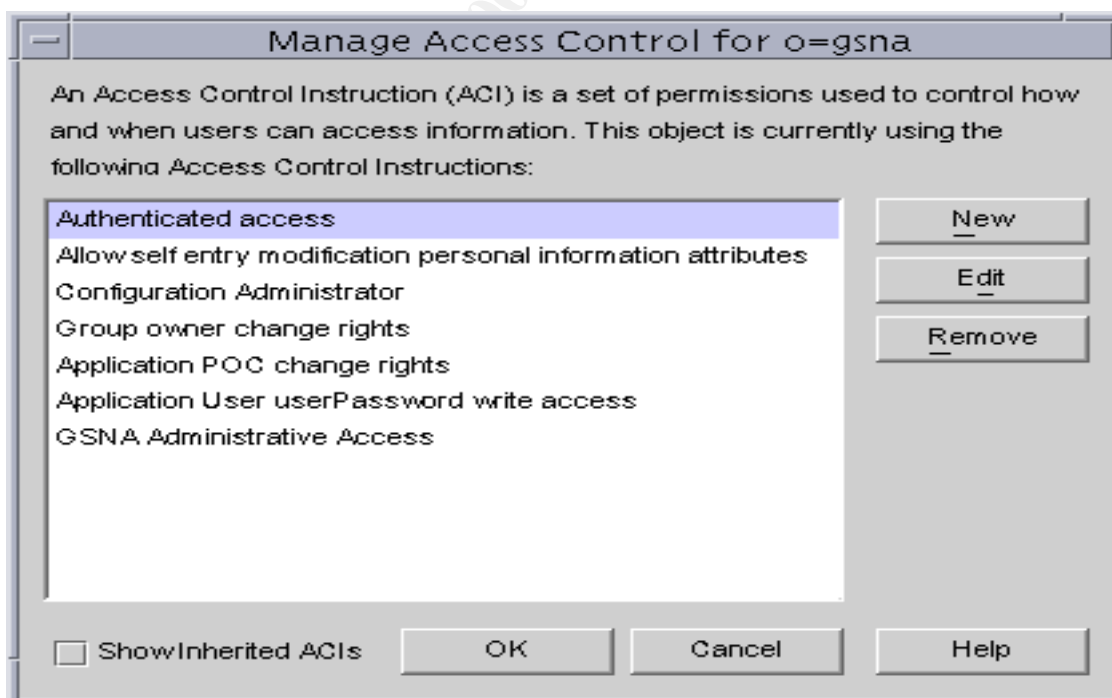 Manage Access Control for o=gsna
An Access Control Instruction (ACI) is a set of permissions used to control how
and when users can access information. This object is currently using the
following Access Control Instructions:
Authenticated access
Allow self entry modification personal information attributes
Configuration Administrator
Group owner change rights
Application POC change rights
Application User userPassword write access
GSNA Administrative Access
New
Edit
Remove
Show Inherited ACIs
OK
Cancel
Help